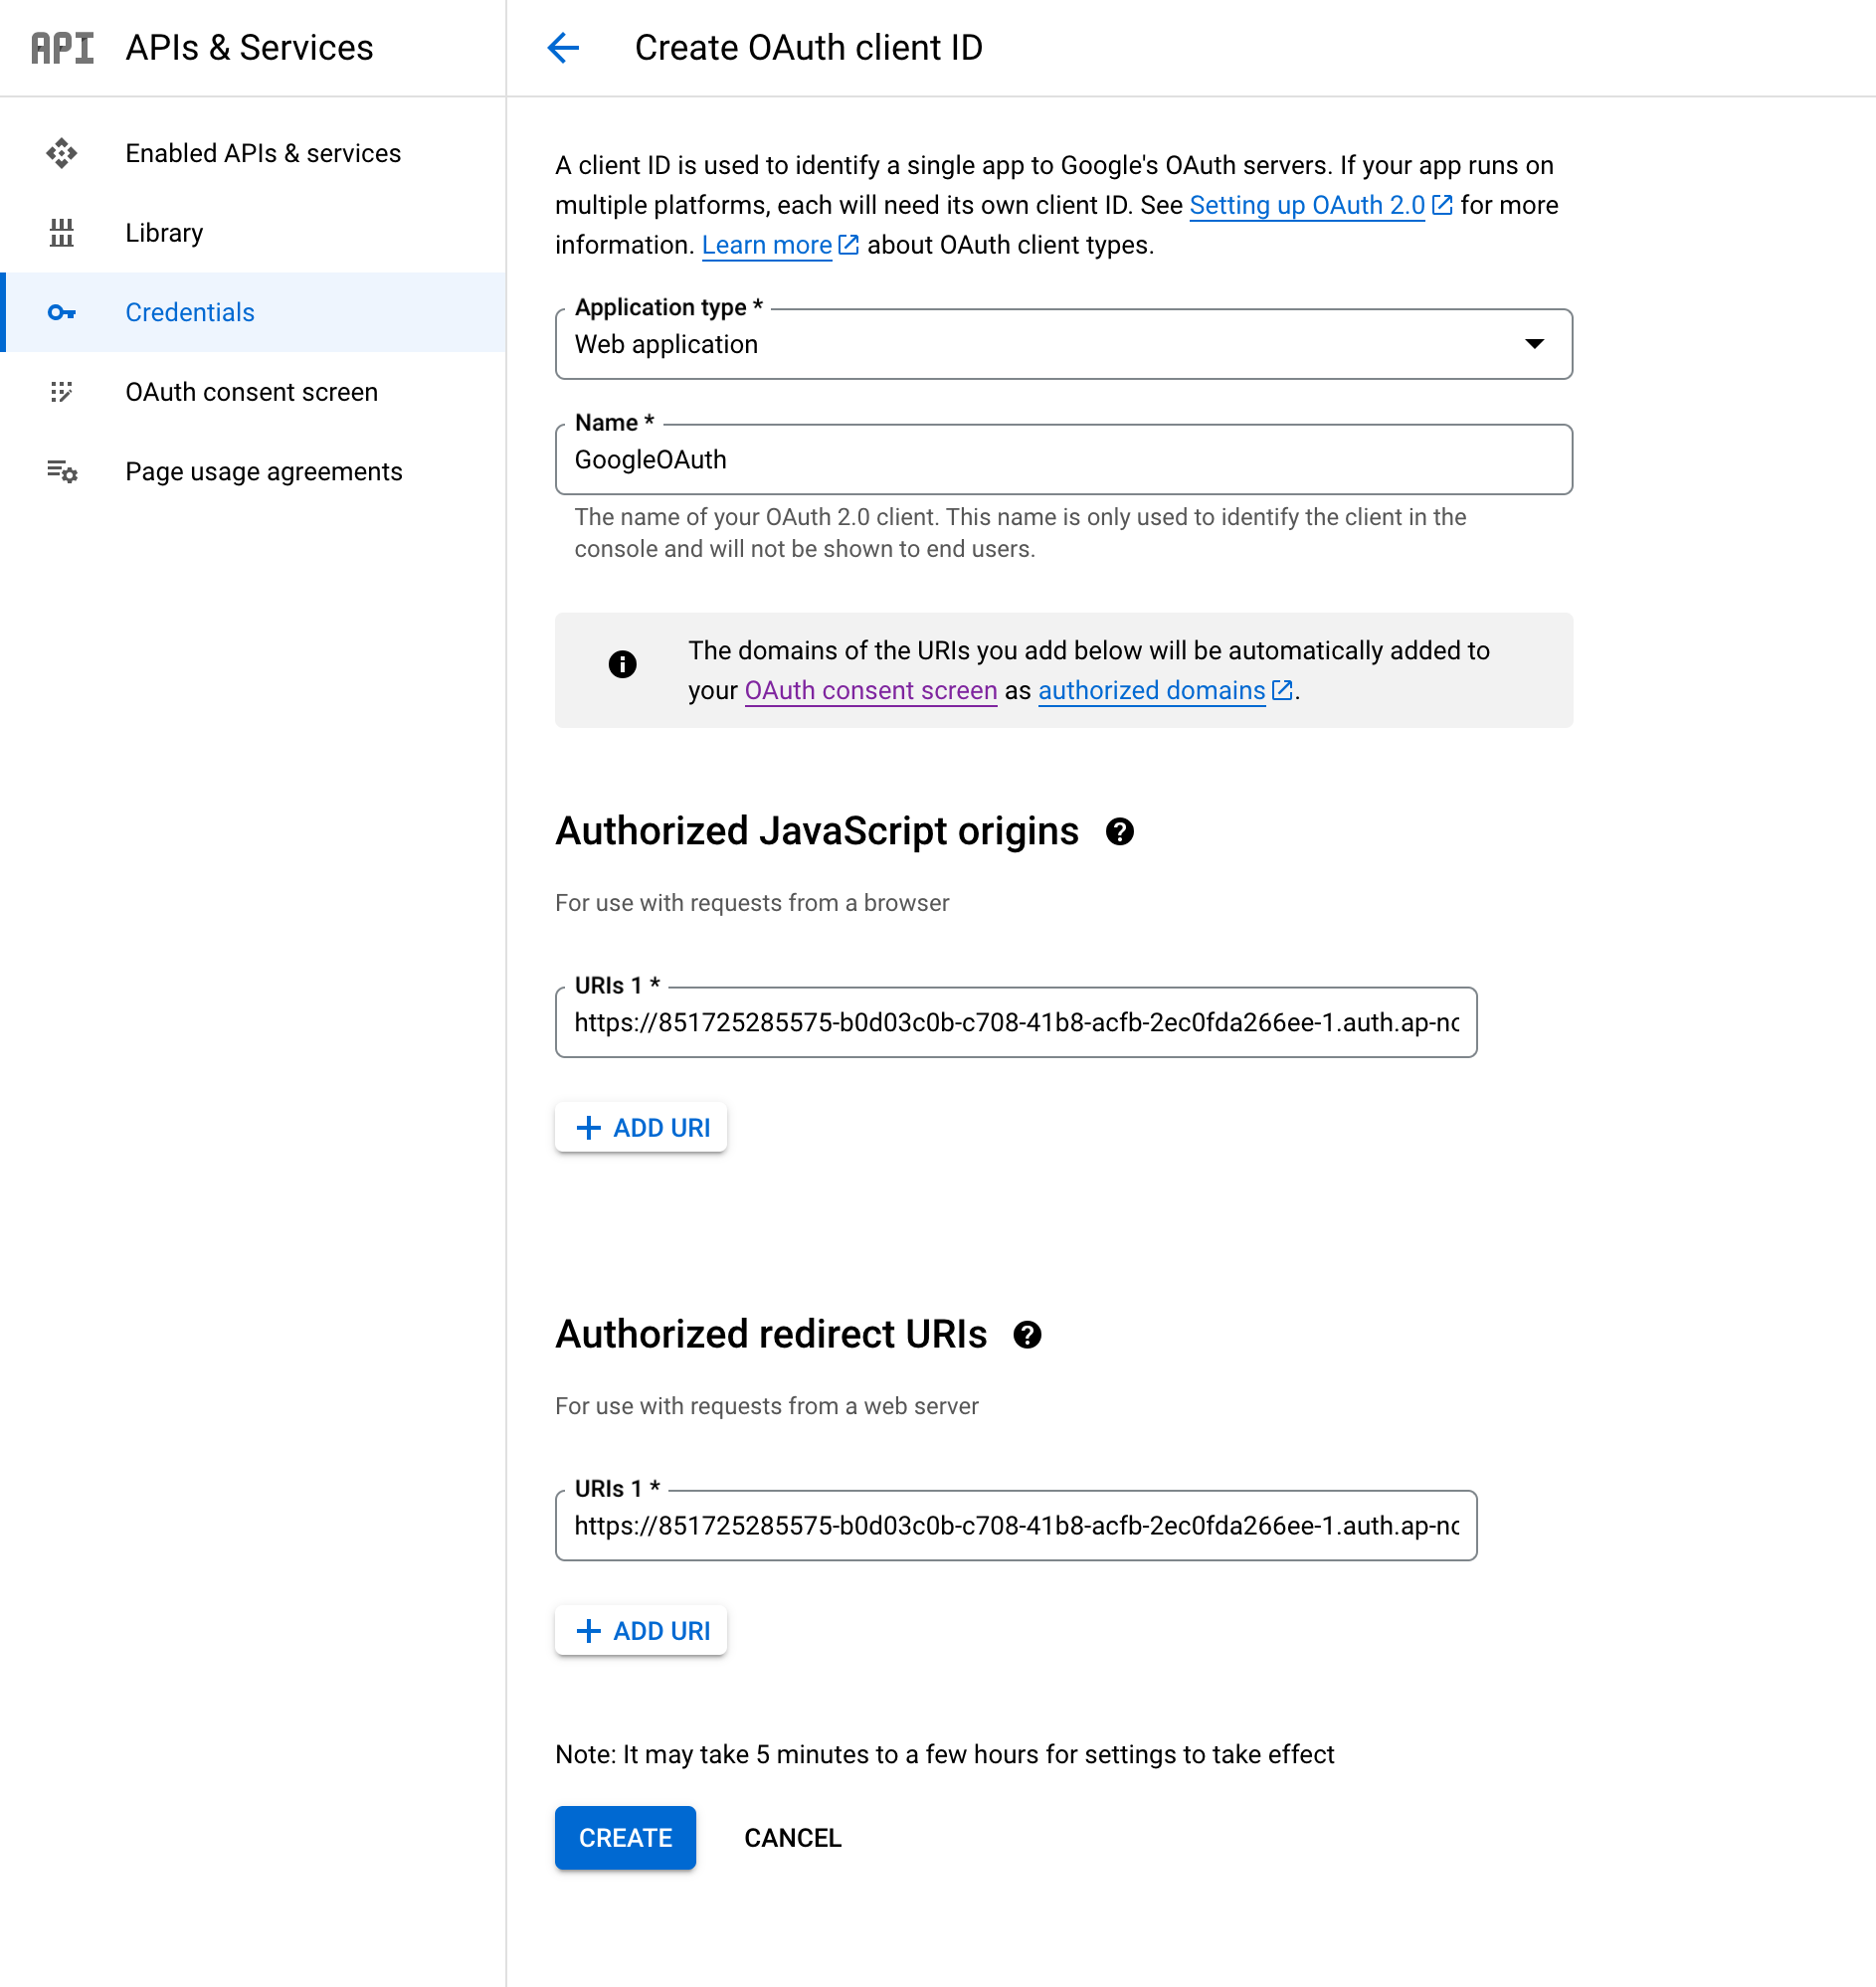 API APIs & Services
Enabled APIs & services
Library
Credentials
OAuth consent screen
Page usage agreements
Create OAuth client ID
A client ID is used to identify a single app to Google's OAuth servers. If your app runs on
multiple platforms, each will need its own client ID. See Setting up OAuth 2.0 for more
information. Learn more about OAuth client types.
Application type *
Web application
Name *
GoogleOAuth
The name of your OAuth 2.0 client. This name is only used to identify the client in the
console and will not be shown to end users.
The domains of the URIs you add below will be automatically added to
your OAuth consent screen as authorized domains.
Authorized JavaScript origins
For use with requests from a browser
URIs 1 *
https://851725285575-b0d03c0b-c708-41b8-acfb-2ec0fda266ee-1.auth.ap-nc
+ ADD URI
Authorized redirect URIs
For use with requests from a web server
URIs 1 *
https://851725285575-b0d03c0b-c708-41b8-acfb-2ec0fda266ee-1.auth.ap-nc
+ ADD URI
Note: It may take 5 minutes to a few hours for settings to take effect
CREATE CANCEL